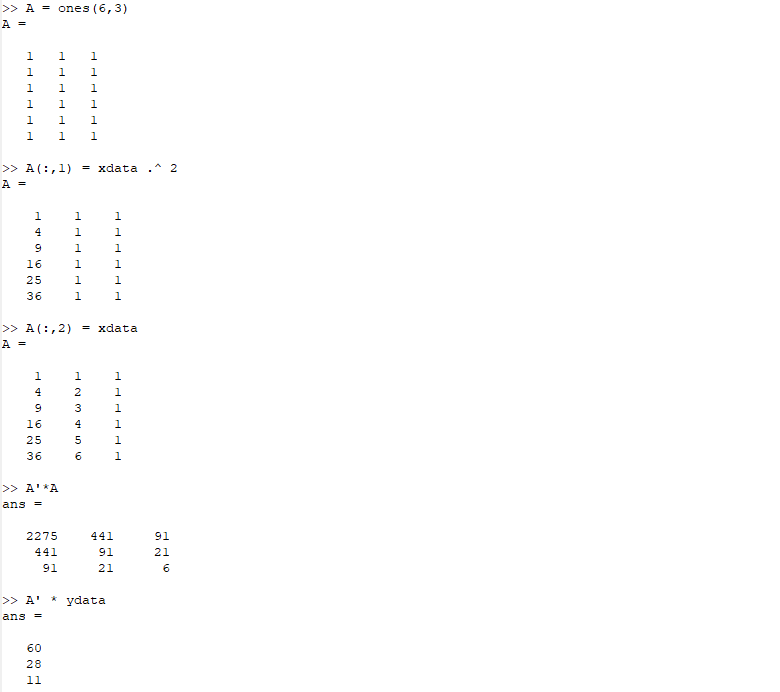 >> A = ones(6,3)
A =
1 1 1
1 1 1
1 1 1
1 1 1
1 1 1
1 1 1
>> A(:,1) = xdata .^ 2
A =
1 1 1
4 1 1
9 1 1
16 1 1
25 1 1
36 1 1
>> A(:,2) = xdata
A =
1 1 1
4 2 1
9 3 1
16 4 1
25 5 1
36 6 1
>> A'*A
ans =
2275 441 91
441 91 21
91 21 6
>> A' * ydata
ans =
60
28
11